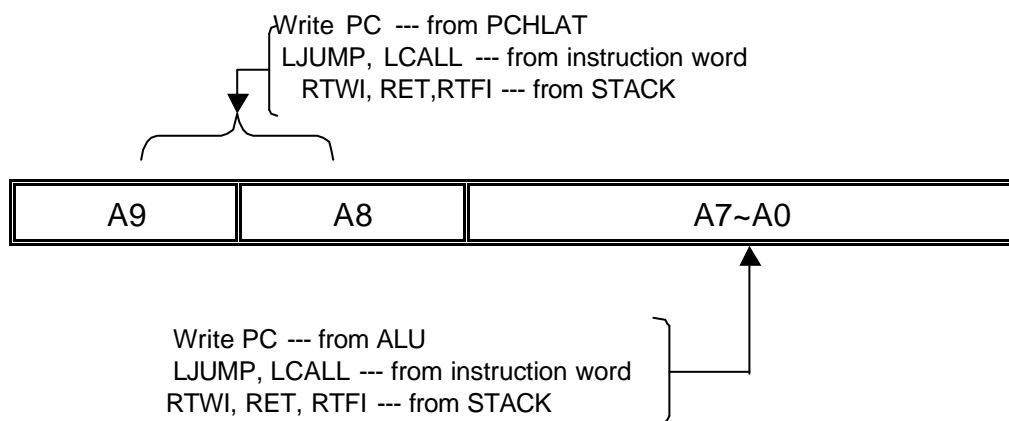 Write PC --- from PCHLAT
LJUMP, LCALL --- from instruction word
RTWI, RET,RTFI --- from STACK
A9 A8 A7~A0
Write PC --- from ALU
LJUMP, LCALL --- from instruction word
RTWI, RET, RTFI --- from STACK